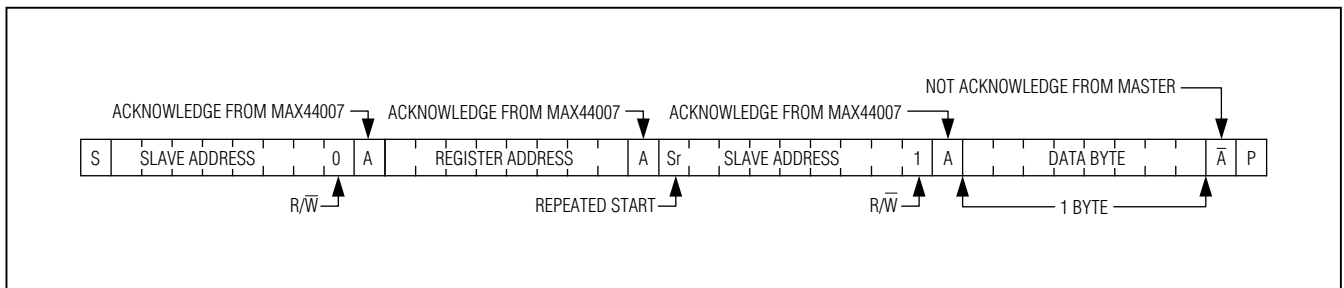 NOT ACKNOWLEDGE FROM MASTER
ACKNOWLEDGE FROM MAX44007 ACKNOWLEDGE FROM MAX44007 ACKNOWLEDGE FROM MAX44007
S SLAVE ADDRESS 0 A REGISTER ADDRESS A Sr SLAVE ADDRESS 1 A DATA BYTE A̅ P
R/W̅ REPEATED START R/W̅ 1 BYTE